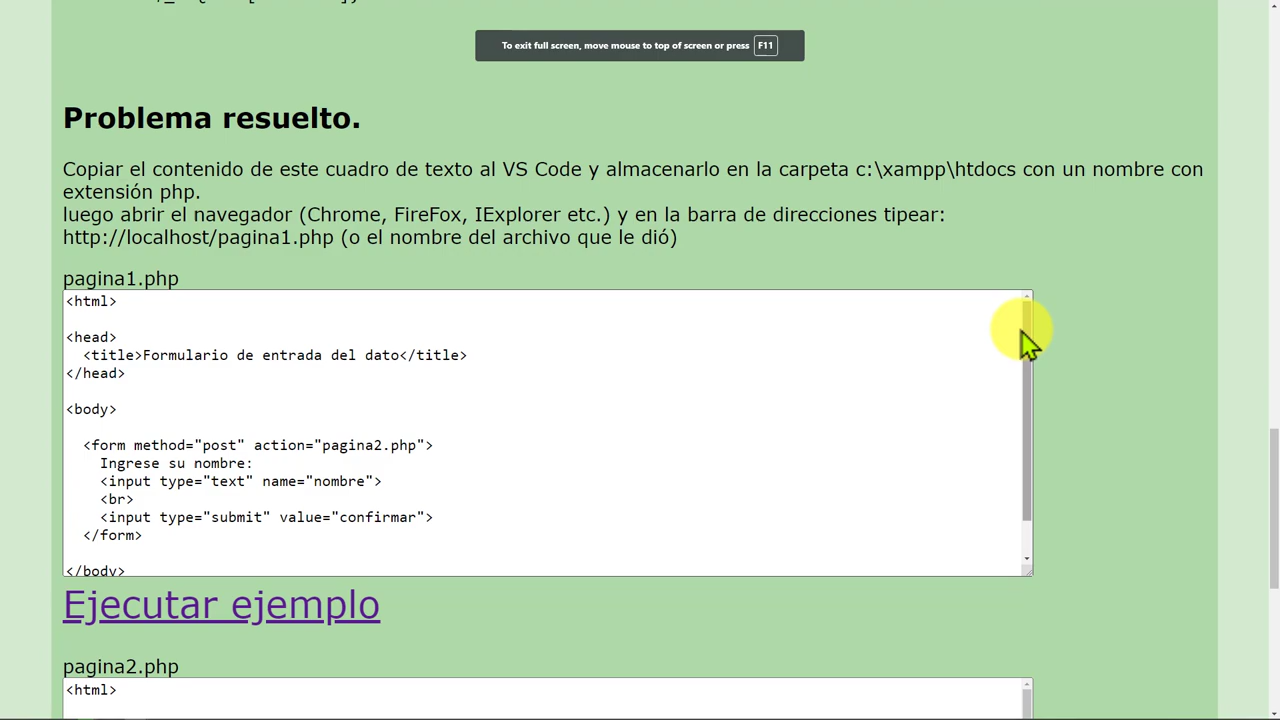 To exit full screen, move mouse to top of screen or press F11
Problema resuelto.
Copiar el contenido de este cuadro de texto al VS Code y almacenarlo en la carpeta c:\xampp\htdocs con un nombre con
extensión php.
luego abrir el navegador (Chrome, FireFox, IExplorer etc.) y en la barra de direcciones tipear:
http://localhost/pagina1.php (o el nombre del archivo que le dió)
pagina1.php
<html>
<head>
<title>Formulario de entrada del dato</title>
</head>
<body>
<form method="post" action="pagina2.php">
Ingrese su nombre:
<input type="text" name="nombre">
<br>
<input type="submit" value="confirmar">
</form>
</body>
Ejecutar ejemplo
pagina2.php
<html>